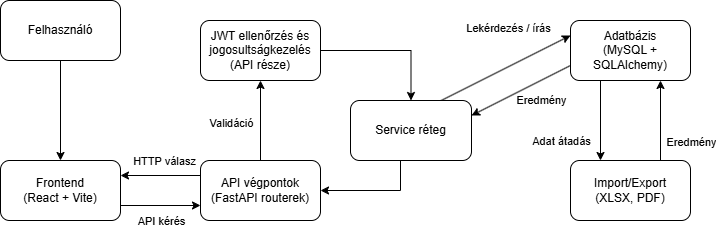 Felhasználó
JWT ellenőrzés és
jogosultságkezelés
(API része)
Lekérdezés / írás
Adatbázis
(MySQL +
SQLAlchemy)
Eredmény
Validáció
Service réteg
Adat átadás
Eredmény
HTTP válasz
Frontend
(React + Vite)
API végpontok
(FastAPI routerek)
Import/Export
(XLSX, PDF)
API kérés